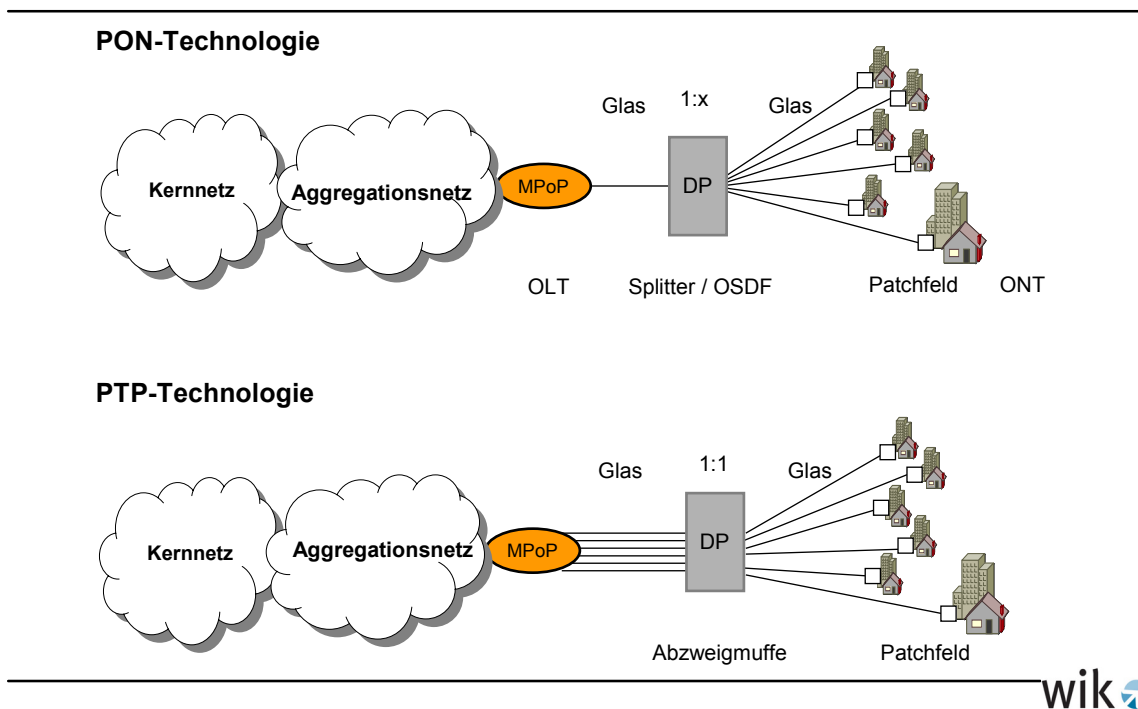 PON-Technologie
Glas 1:x Glas
Kernnetz Aggregationsnetz MPoP DP
OLT Splitter / OSDF Patchfeld ONT
PTP-Technologie
Glas 1:1 Glas
Kernnetz Aggregationsnetz MPoP DP
Abzweigmuffe Patchfeld
wik